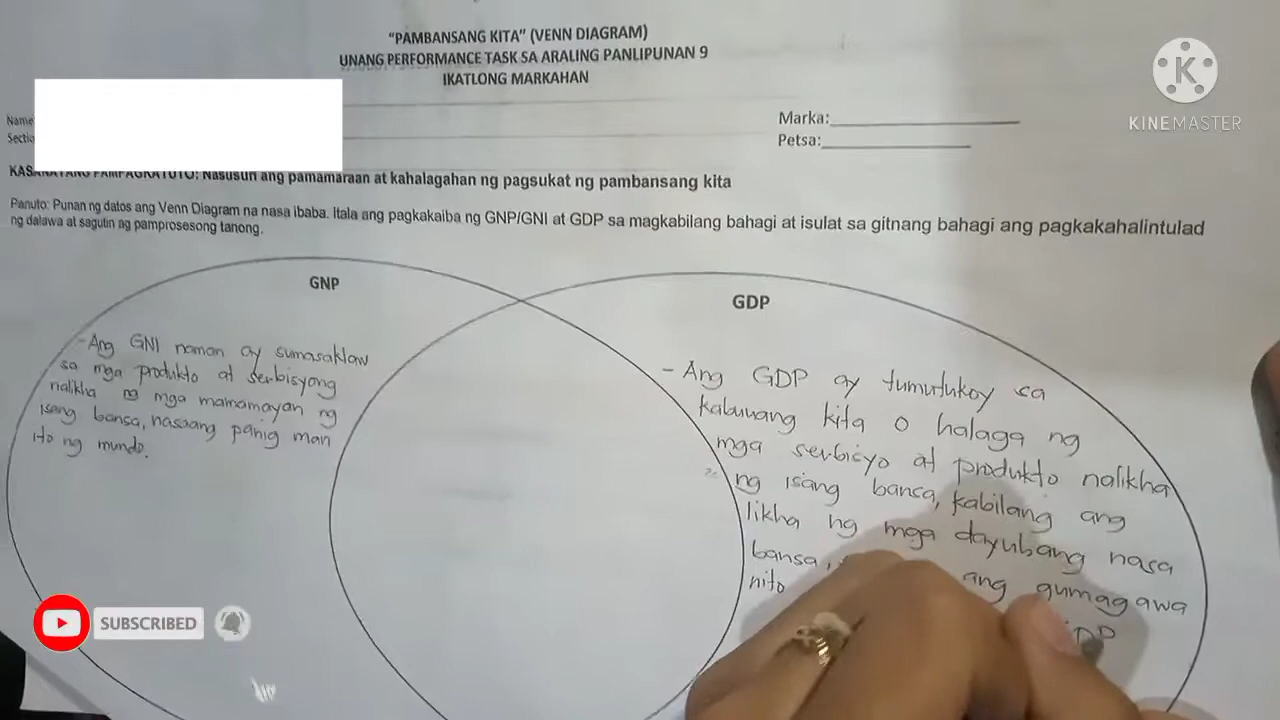 "PAMBANSANG KITA" (VENN DIAGRAM)
UNANG PERFORMANCE TASK SA ARALING PANLIPUNAN 9
IKATLONG MARKAHAN
K
KINEMASTER
Name
Sectio
Marka:
Petsa:
KASANAYANG PAMPAGKATUTO: Nasusuri ang pamamaraan at kahalagahan ng pagsukat ng pambansang kita
Panuto: Punan ng datos ang Venn Diagram na nasa ibaba. Itala ang pagkakaiba ng GNP/GNI at GDP sa magkabilang bahagi at isulat sa gitnang bahagi ang pagkakahalintulad
ng dalawa at sagutin ng pamprosesong tanong.
GNP
- Ang GNI naman ay sumasaklaw
sa mga produkto at serbisyong
nalikha ng mga mamamayan ng
isang bansa, nasaang panig man
ito ng mundo.
GDP
- Ang GDP ay tumutukoy sa
kabuuang kita o halaga ng
mga serbisyo at produkto nalikha
ng isang bansa, kabilang ang
likha ng mga dayuhang nasa
bansa,
nito ang gumagawa
SUBSCRIBED